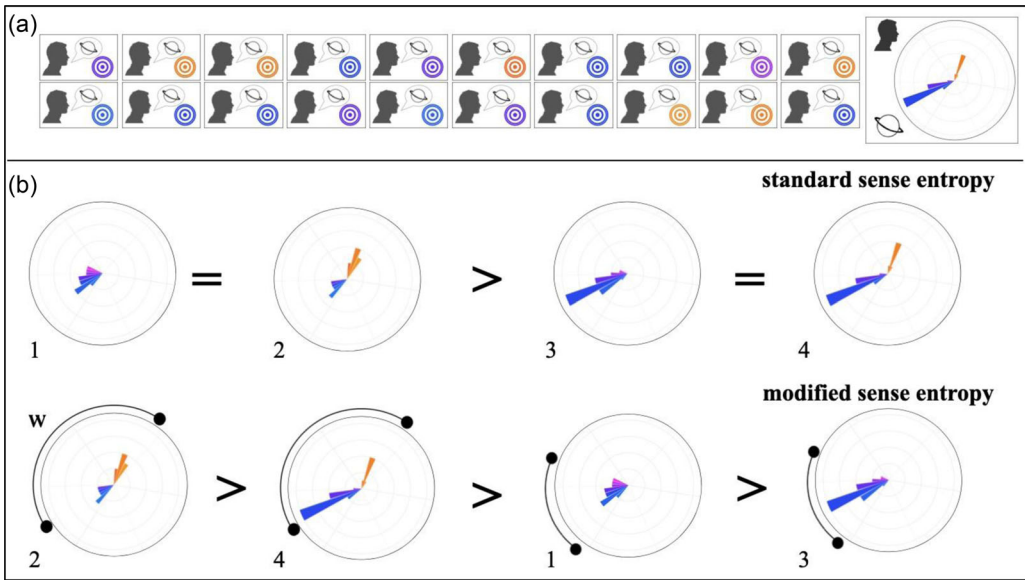 (a)
(b)
standard sense entropy
= > =
1 2 3 4
modified sense entropy
w
> > >
2 4 1 3